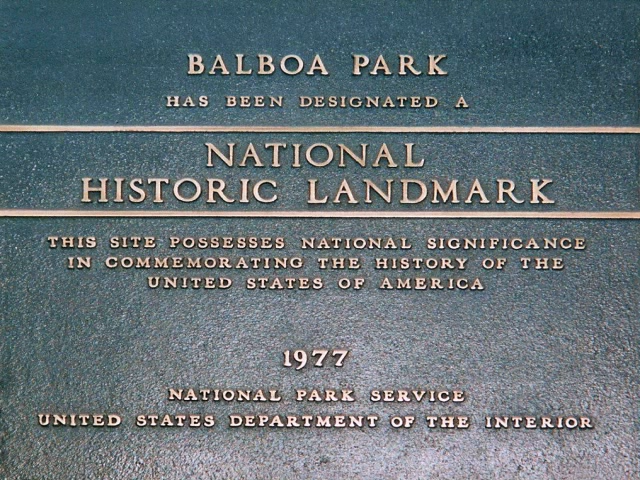 BALBOA PARK
HAS BEEN DESIGNATED A
NATIONAL
HISTORIC LANDMARK
THIS SITE POSSESSES NATIONAL SIGNIFICANCE
IN COMMEMORATING THE HISTORY OF THE
UNITED STATES OF AMERICA
1977
NATIONAL PARK SERVICE
UNITED STATES DEPARTMENT OF THE INTERIOR